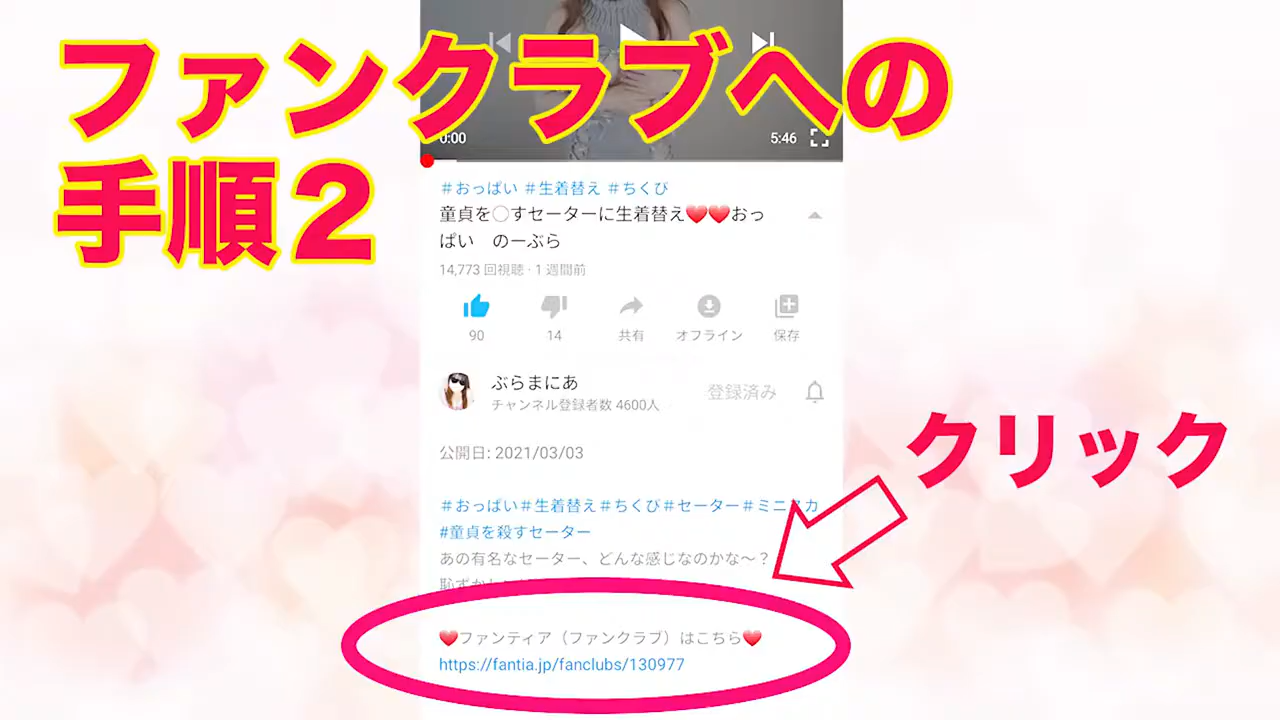 ファンクラブへの
手順２
0:00
5:46
＃おっぱい ＃生着替え ＃ちくび
童貞を◯すセーターに生着替え❤️❤️おっ
ぱい　のーぶら
14,773 回視聴・1 週間前
90
14
共有
オフライン
保存
ぶらまにあ
チャンネル登録者数 4600人
登録済み
公開日: 2021/03/03
クリック
＃おっぱい＃生着替え＃ちくび＃セーター＃ミニスカ
#童貞を殺すセーター
あの有名なセーター、どんな感じなのかな〜？
❤️ファンティア（ファンクラブ）はこちら❤️
https://fantia.jp/fanclubs/130977